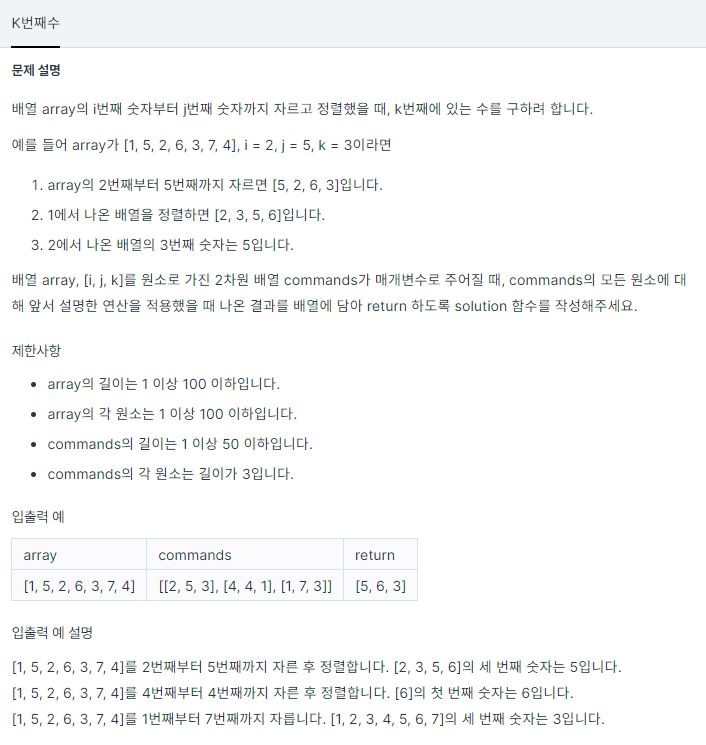 K번째수
문제 설명
배열 array의 i번째 숫자부터 j번째 숫자까지 자르고 정렬했을 때, k번째에 있는 수를 구하려 합니다.
예를 들어 array가 [1, 5, 2, 6, 3, 7, 4], i = 2, j = 5, k = 3이라면
1. array의 2번째부터 5번째까지 자르면 [5, 2, 6, 3]입니다.
2. 1에서 나온 배열을 정렬하면 [2, 3, 5, 6]입니다.
3. 2에서 나온 배열의 3번째 숫자는 5입니다.
배열 array, [i, j, k]를 원소로 가진 2차원 배열 commands가 매개변수로 주어질 때, commands의 모든 원소에 대
해 앞서 설명한 연산을 적용했을 때 나온 결과를 배열에 담아 return 하도록 solution 함수를 작성해주세요.
제한사항
• array의 길이는 1 이상 100 이하입니다.
• array의 각 원소는 1 이상 100 이하입니다.
• commands의 길이는 1 이상 50 이하입니다.
• commands의 각 원소는 길이가 3입니다.
입출력 예
array commands return
[1, 5, 2, 6, 3, 7, 4] [[2, 5, 3], [4, 4, 1], [1, 7, 3]] [5, 6, 3]
입출력 예 설명
[1, 5, 2, 6, 3, 7, 4]를 2번째부터 5번째까지 자른 후 정렬합니다. [2, 3, 5, 6]의 세 번째 숫자는 5입니다.
[1, 5, 2, 6, 3, 7, 4]를 4번째부터 4번째까지 자른 후 정렬합니다. [6]의 첫 번째 숫자는 6입니다.
[1, 5, 2, 6, 3, 7, 4]를 1번째부터 7번째까지 자릅니다. [1, 2, 3, 4, 5, 6, 7]의 세 번째 숫자는 3입니다.